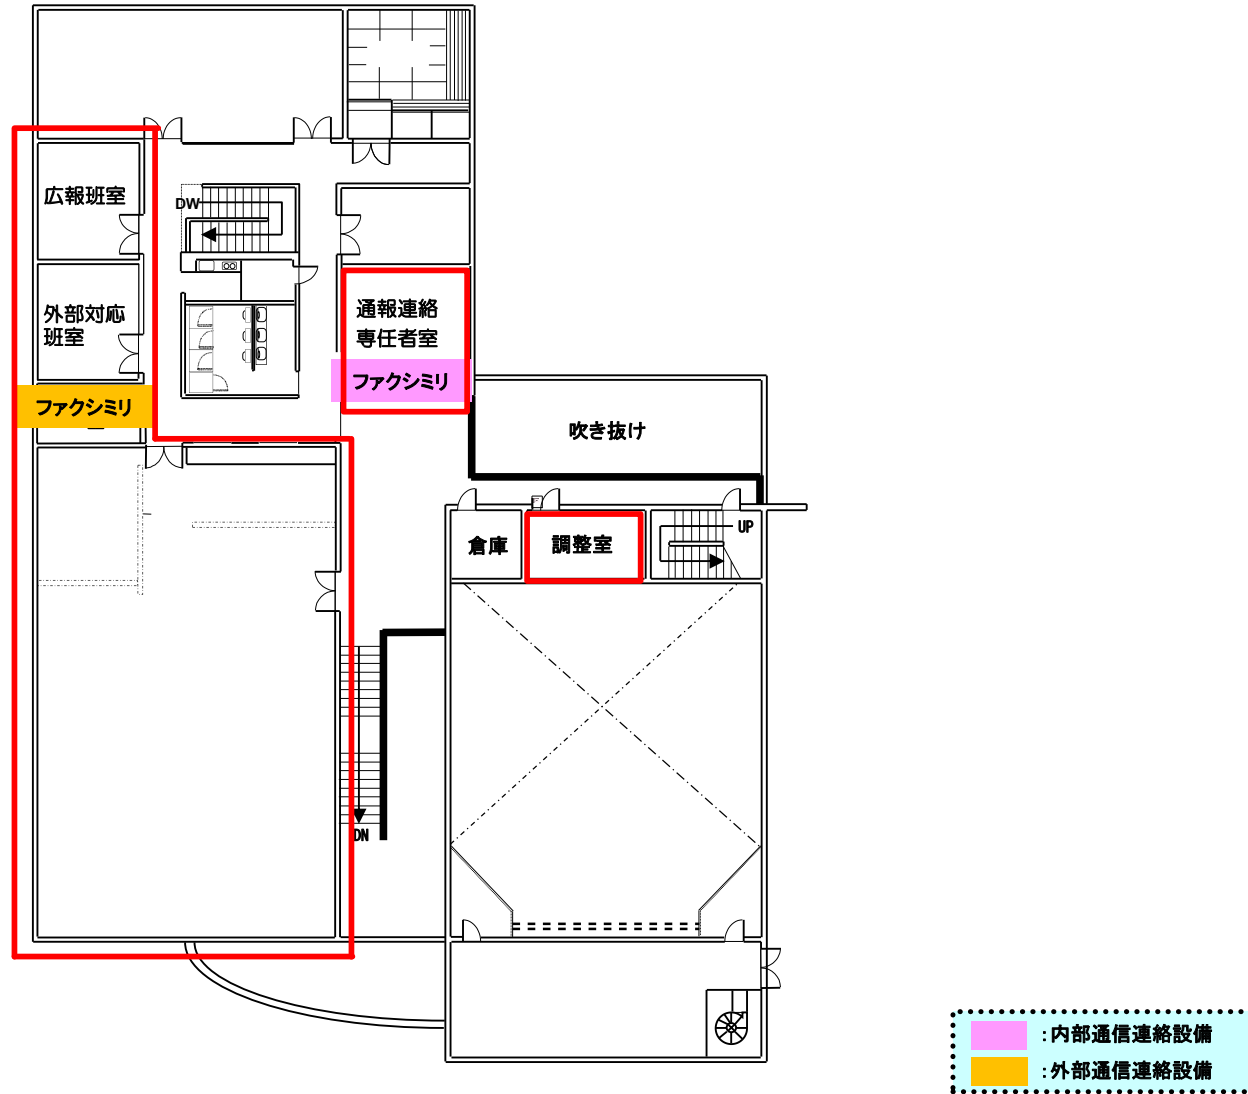 広報班室
DW
外部対応
班室
通報連絡
専任者室
ファクシミリ
ファクシミリ
吹き抜け
倉庫
調整室
UP
DN
：内部通信連絡設備
：外部通信連絡設備